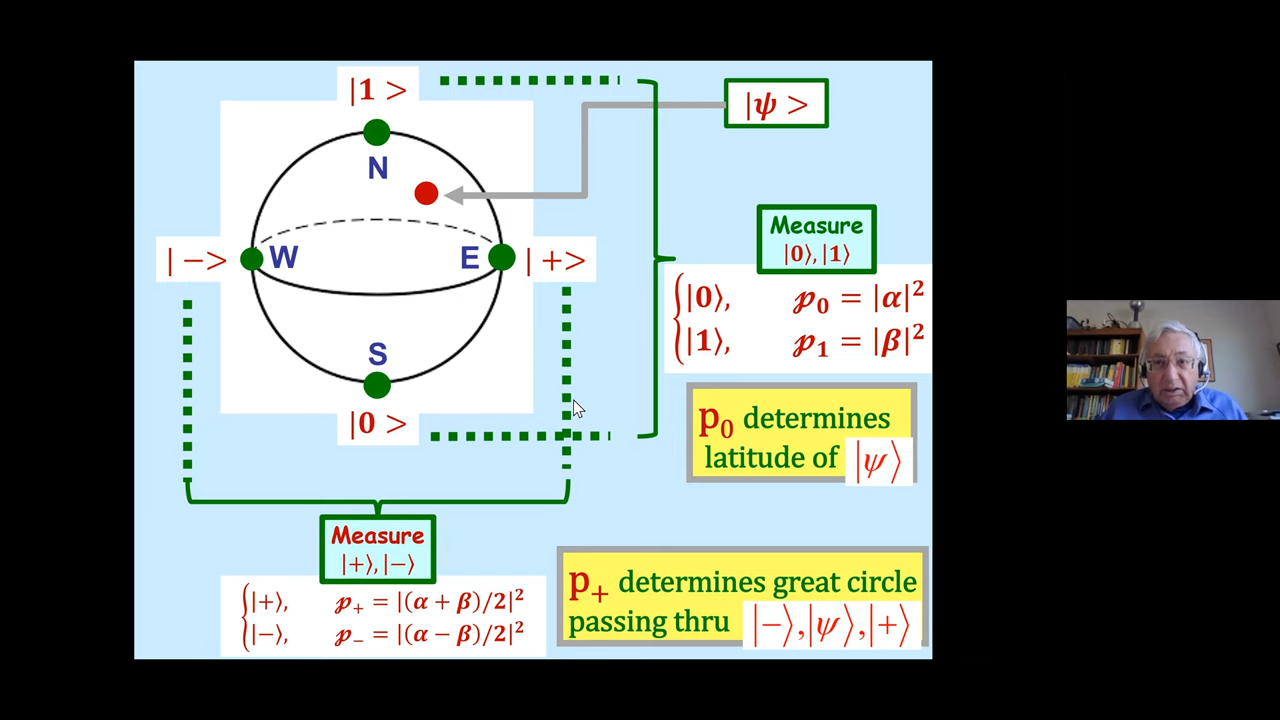 |1 >
|ψ >
N
Measure
|0⟩,|1⟩
|−>
W
E
|+>
|0⟩, 𝓅₀ = |α|²
|1⟩, 𝓅₁ = |β|²
S
|0 >
p₀ determines
latitude of |ψ⟩
Measure
|+⟩,|−⟩
|+⟩, 𝓅₊ = |(α + β)/2|²
|−⟩, 𝓅₋ = |(α − β)/2|²
p₊ determines great circle
passing thru |−⟩,|ψ⟩,|+⟩